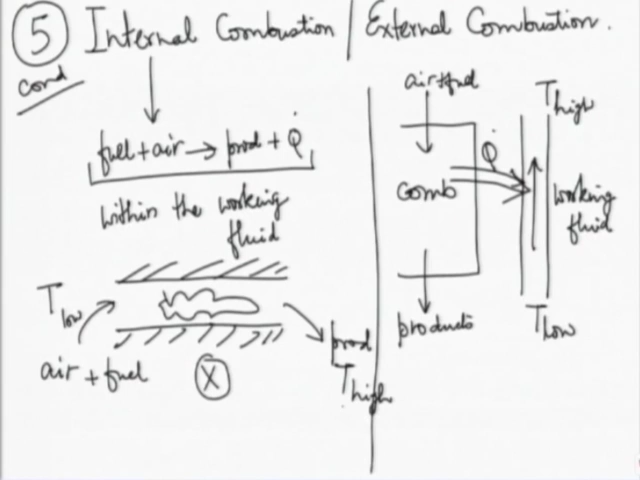 5 Internal Combustion / External Combustion.
cond
fuel + air → prod + Q̇
within the working
fluid
T low
air + fuel
X
prod
T high
air + fuel
Comb
Q̇
products
T high
working
fluid
T low